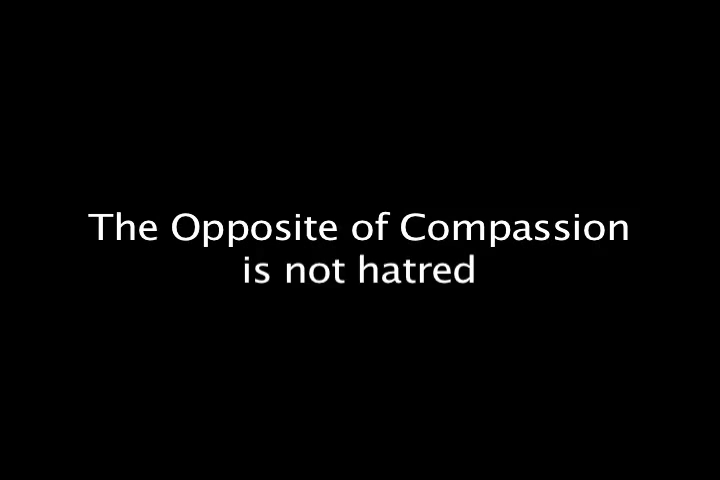 The Opposite of Compassion
is not hatred